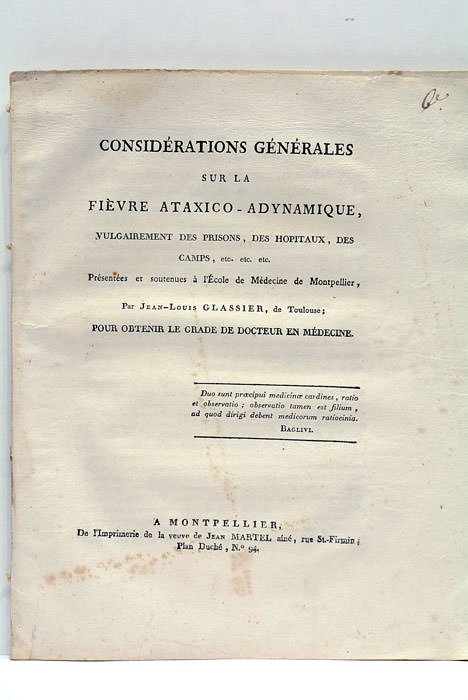 CONSIDÉRATIONS GÉNÉRALES
SUR LA
FIÈVRE ATAXICO-ADYNAMIQUE,
VULGAIREMENT DES PRISONS, DES HOPITAUX, DES
CAMPS, etc. etc. etc.
Présentées et soutenues à l'École de Médecine de Montpellier,
Par JEAN-LOUIS GLASSIER, de Toulouse;
POUR OBTENIR LE GRADE DE DOCTEUR EN MÉDECINE.
Duo sunt præcipui medicinæ cardines, ratio
et observatio; observatio tamen est filium,
ad quod dirigi debent medicorum ratiocinia.
BAGLIVI.
A MONTPELLIER,
De l'Imprimerie de la veuve de JEAN MARTEL aîné, rue St.-Firmin;
Plan Duché, N.º 94.